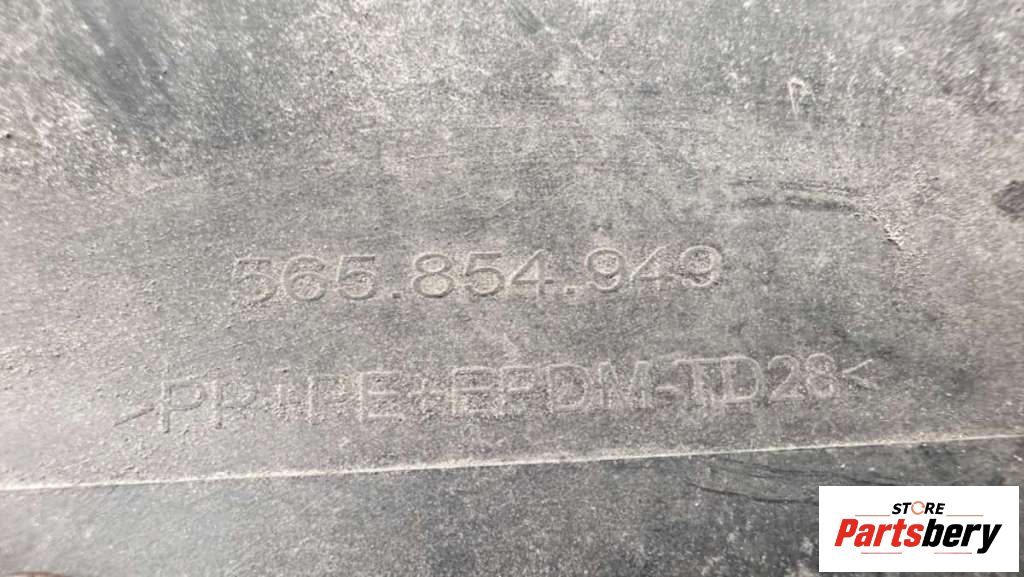 565.854.949
>PP+PE+EPDM-TD28<
STORE
Partsbery